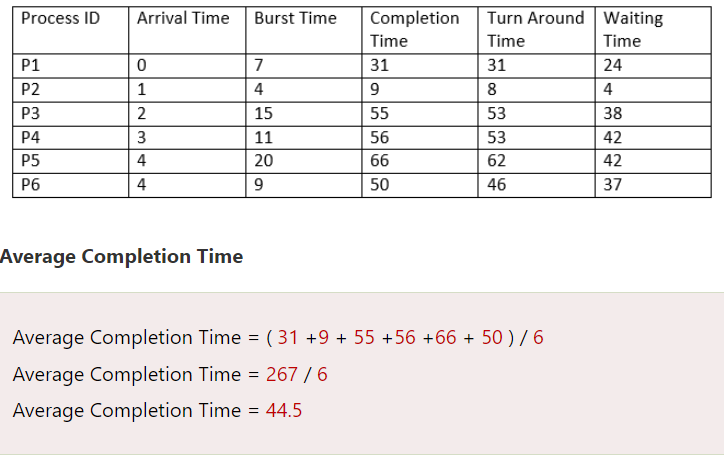 Process ID Arrival Time Burst Time Completion Time Turn Around Time Waiting Time
P1 0 7 31 31 24
P2 1 4 9 8 4
P3 2 15 55 53 38
P4 3 11 56 53 42
P5 4 20 66 62 42
P6 4 9 50 46 37
Average Completion Time
Average Completion Time = ( 31 +9 + 55 +56 +66 + 50 ) / 6
Average Completion Time = 267 / 6
Average Completion Time = 44.5